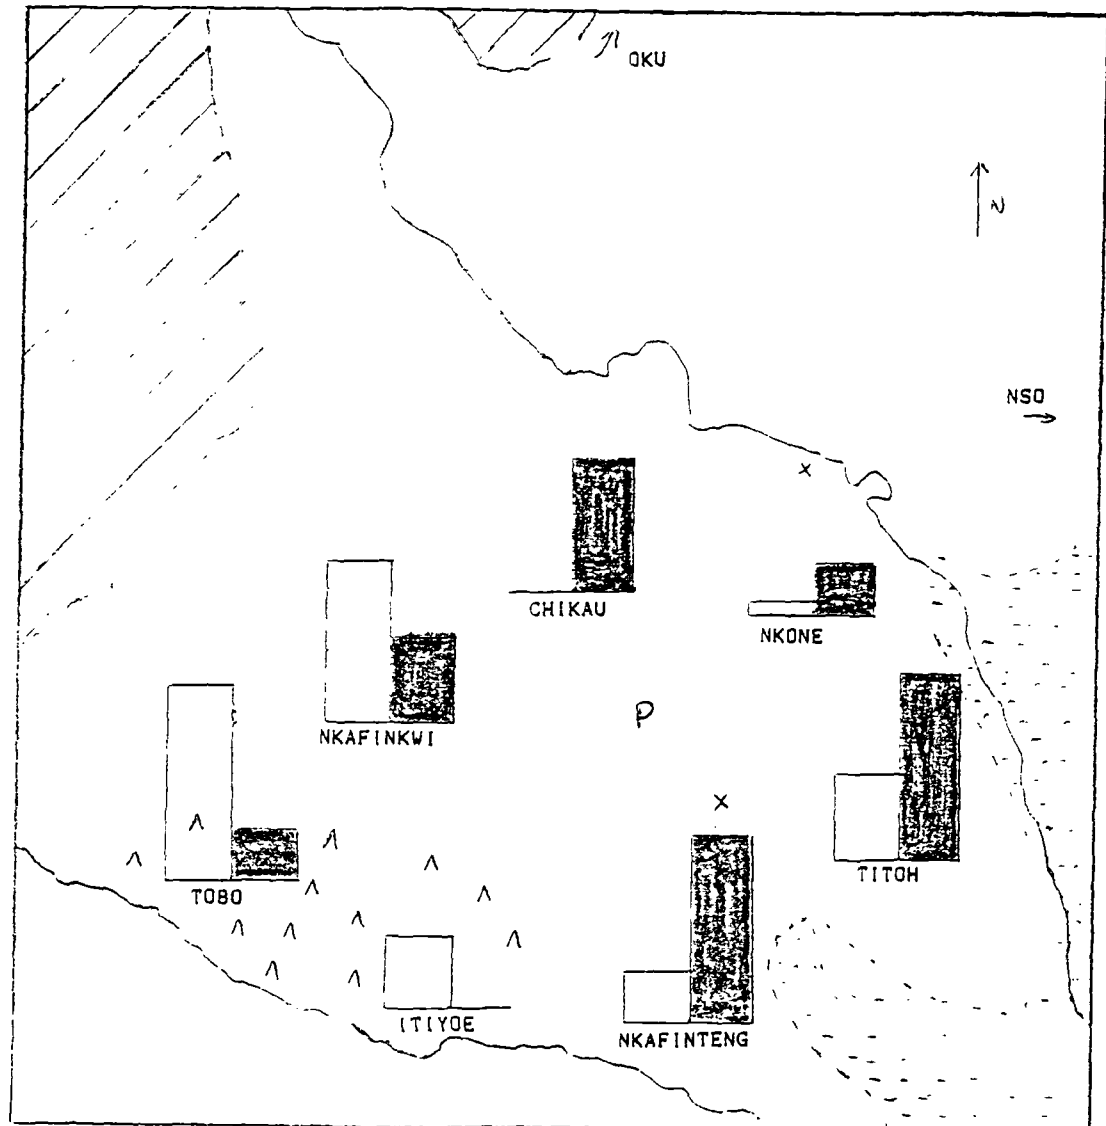 OKU
N
NSO
x
CHIKAU
NKONE
P
NKAFINKWI
x
TITOH
TOBO
ITIYOE
NKAFINTENG